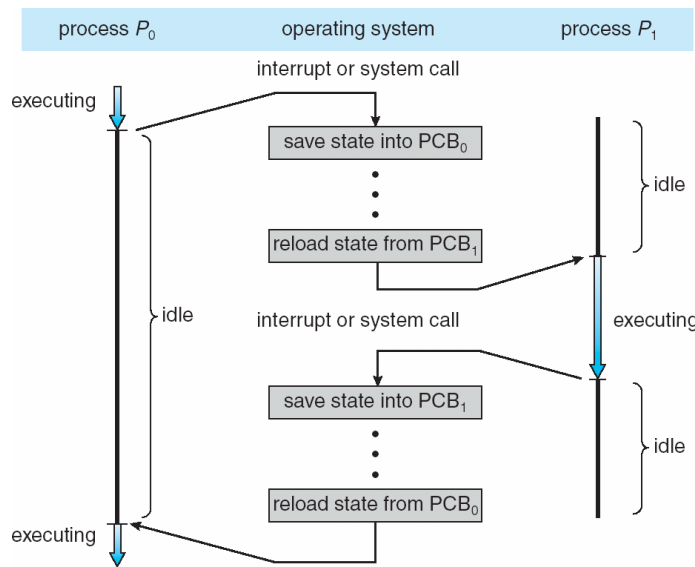 process P₀ operating system process P₁
interrupt or system call
executing
save state into PCB₀
idle
reload state from PCB₁
idle
interrupt or system call
executing
save state into PCB₁
idle
reload state from PCB₀
executing